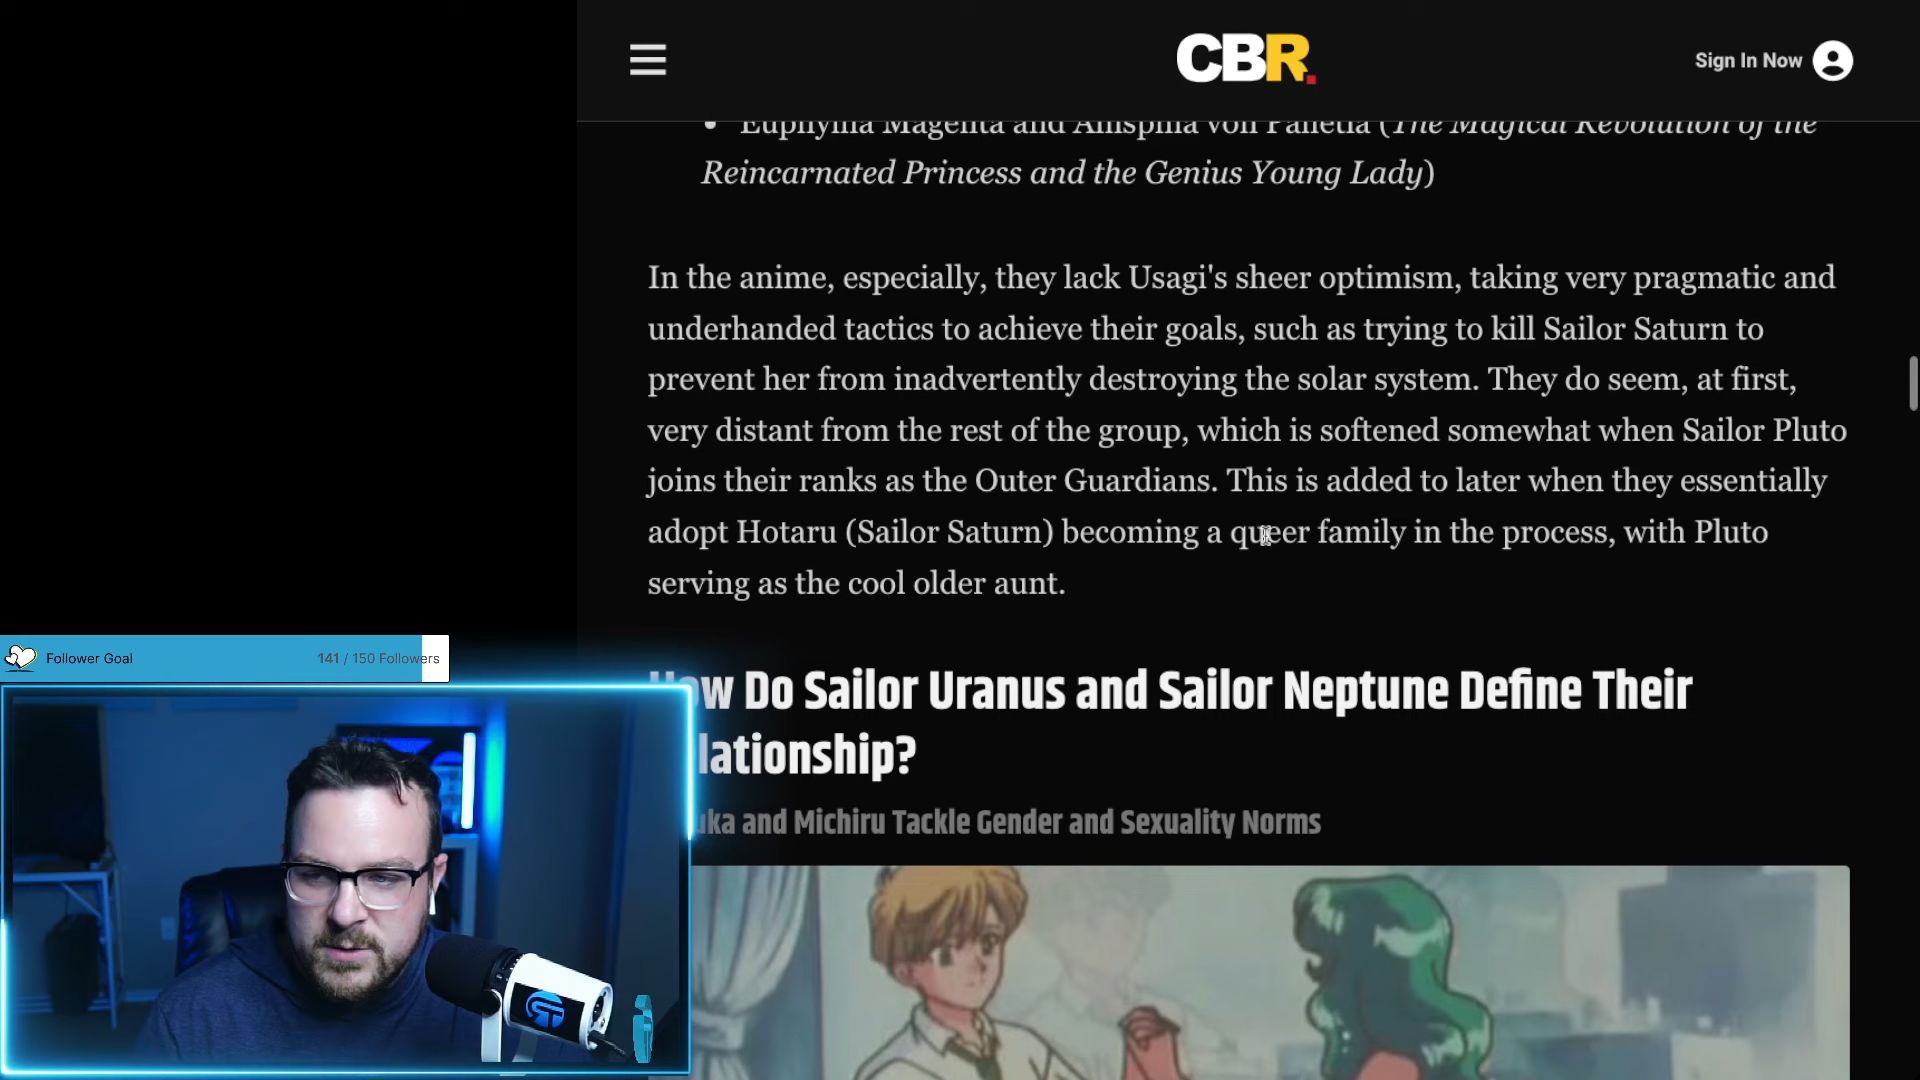 CBR.
Sign In Now
Euphyllia Magenta and Anisphia von Palletia (The Magical Revolution of the
Reincarnated Princess and the Genius Young Lady)
In the anime, especially, they lack Usagi's sheer optimism, taking very pragmatic and
underhanded tactics to achieve their goals, such as trying to kill Sailor Saturn to
prevent her from inadvertently destroying the solar system. They do seem, at first,
very distant from the rest of the group, which is softened somewhat when Sailor Pluto
joins their ranks as the Outer Guardians. This is added to later when they essentially
adopt Hotaru (Sailor Saturn) becoming a queer family in the process, with Pluto
serving as the cool older aunt.
Follower Goal
141 / 150 Followers
How Do Sailor Uranus and Sailor Neptune Define Their
lationship?
uka and Michiru Tackle Gender and Sexuality Norms